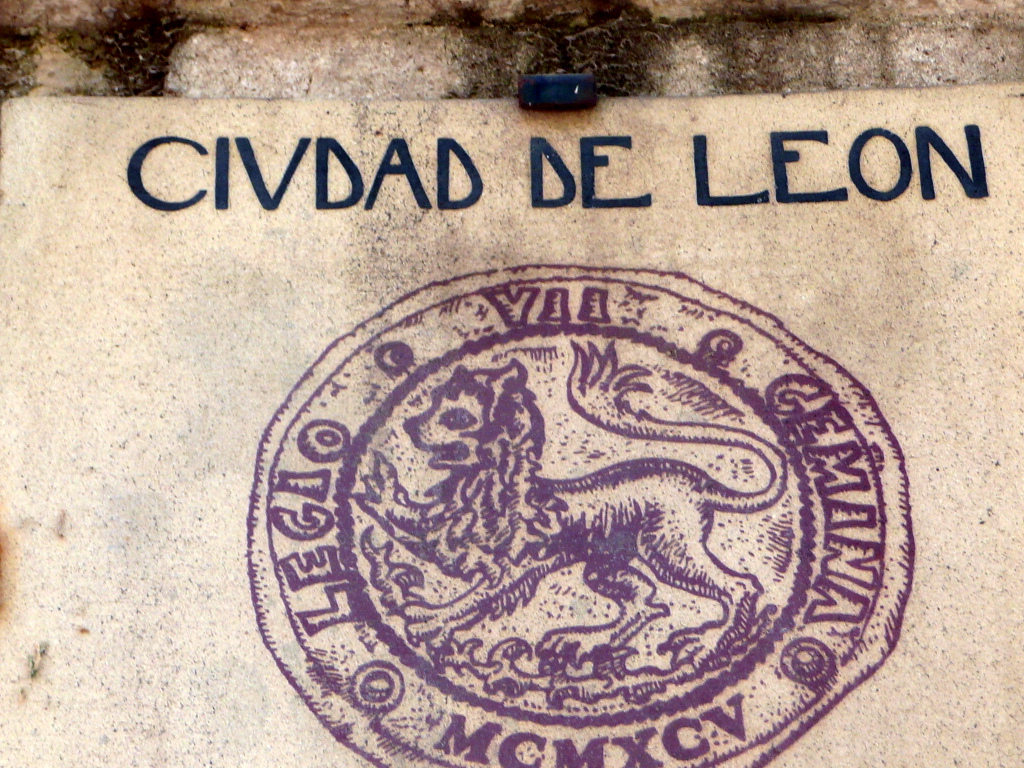 CIVDAD DE LEON
LEGIO VII GEMINA
MCMXCV